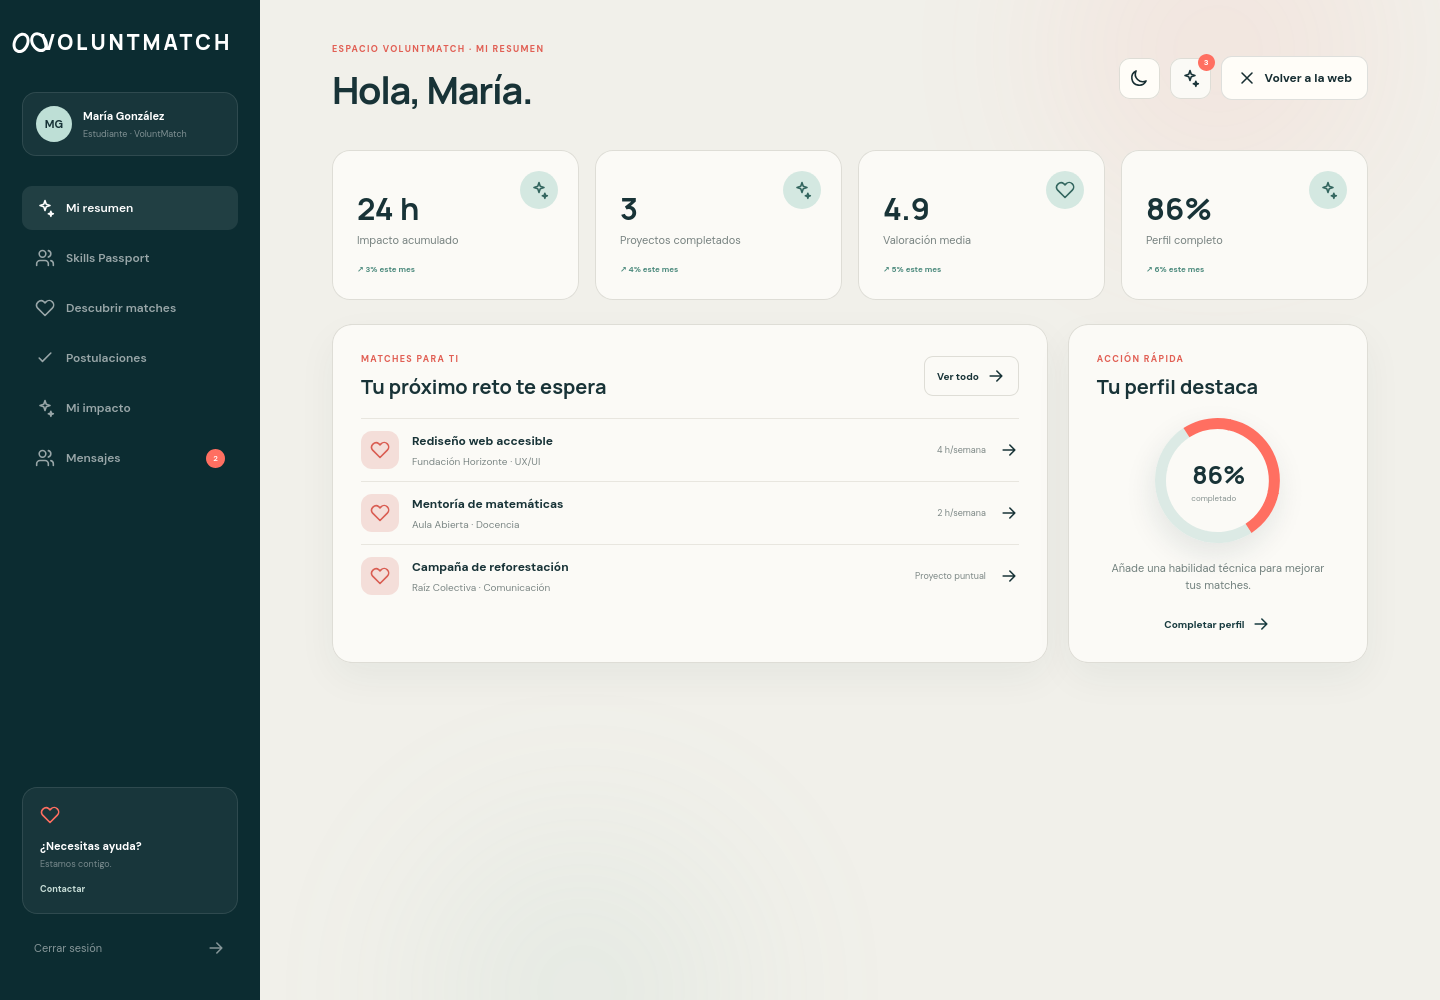 VOLUNTMATCH
MG
María González
Estudiante · VoluntMatch
Mi resumen
Skills Passport
Descubrir matches
Postulaciones
Mi impacto
Mensajes
2
¿Necesitas ayuda?
Estamos contigo.
Contactar
Cerrar sesión
ESPACIO VOLUNTMATCH · MI RESUMEN
Hola, María.
3
Volver a la web
24 h
Impacto acumulado
↗ 3% este mes
3
Proyectos completados
↗ 4% este mes
4.9
Valoración media
↗ 5% este mes
86%
Perfil completo
↗ 6% este mes
MATCHES PARA TI
Tu próximo reto te espera
Ver todo
Rediseño web accesible
Fundación Horizonte · UX/UI
4 h/semana
Mentoría de matemáticas
Aula Abierta · Docencia
2 h/semana
Campaña de reforestación
Raíz Colectiva · Comunicación
Proyecto puntual
ACCIÓN RÁPIDA
Tu perfil destaca
86%
completado
Añade una habilidad técnica para mejorar
tus matches.
Completar perfil